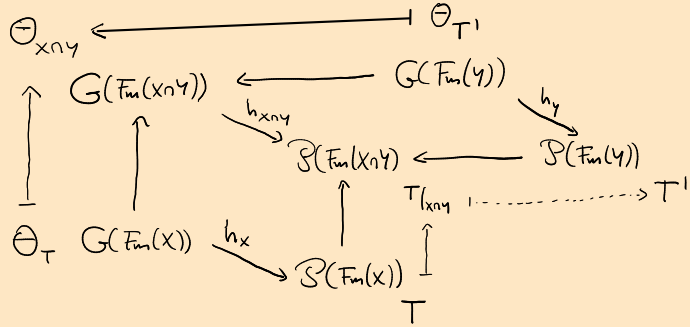 Θ_{x∩y} Θ_{T'}
G(Fm(x∩y)) G(Fm(y))
h_{x∩y} h_y
P(Fm(x∩y)) P(Fm(y))
T|_{x∩y} T'
Θ_T G(Fm(x)) h_x P(Fm(x))
T